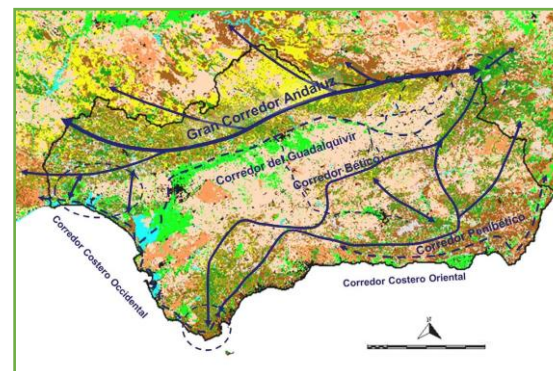 Gran Corredor Andaluz
Corredor del Guadalquivir
Corredor Bético
Corredor Penibético
Corredor Costero Occidental
Corredor Costero Oriental